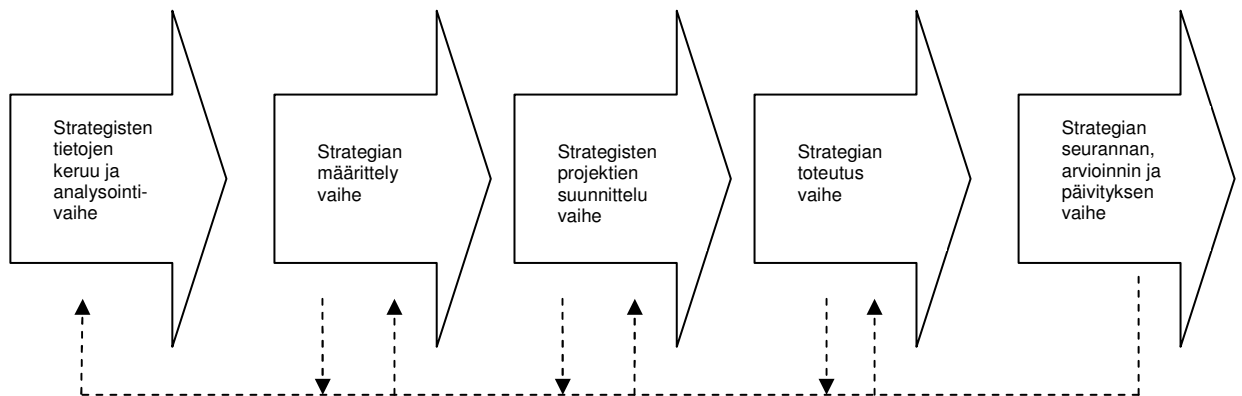 Strategisten
tietojen
keruu ja
analysointi-
vaihe
Strategian
määrittely
vaihe
Strategisten
projektien
suunnittelu
vaihe
Strategian
toteutus
vaihe
Strategian
seurannan,
arvioinnin ja
päivityksen
vaihe